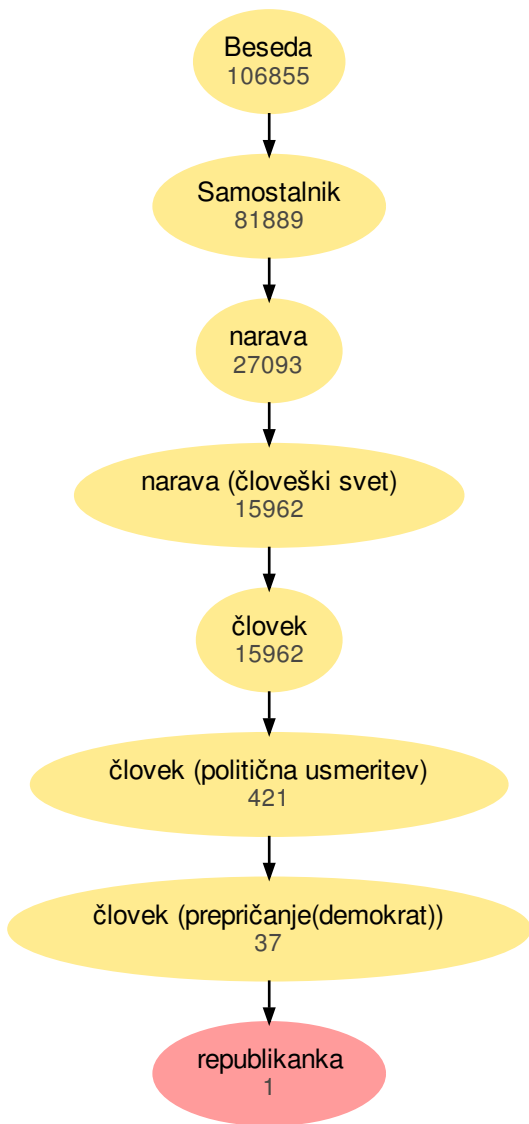 Beseda
106855
Samostalnik
81889
narava
27093
narava (človeški svet)
15962
človek
15962
človek (politična usmeritev)
421
človek (prepričanje(demokrat))
37
republikanka
1